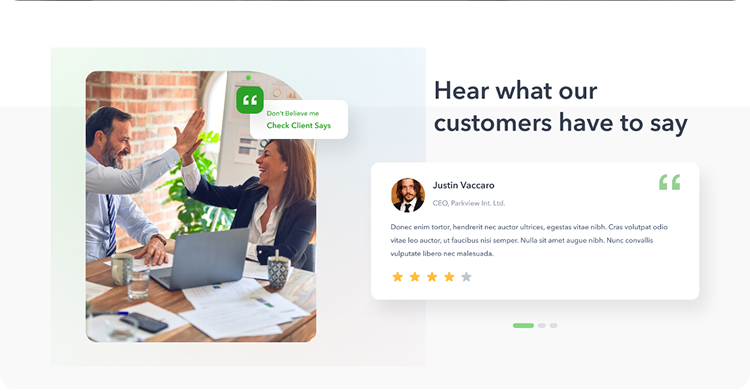 Don't Believe me
Check Client Says
Hear what our
customers have to say
Justin Vaccaro
CEO, Parkview Int. Ltd.
Donec enim tortor, hendrerit nec auctor ultrices, egestas vitae nibh. Cras volutpat odio
vitae leo auctor, ut faucibus nisi semper. Nulla sit amet augue nibh. Nunc convallis
vulputate libero nec malesuada.